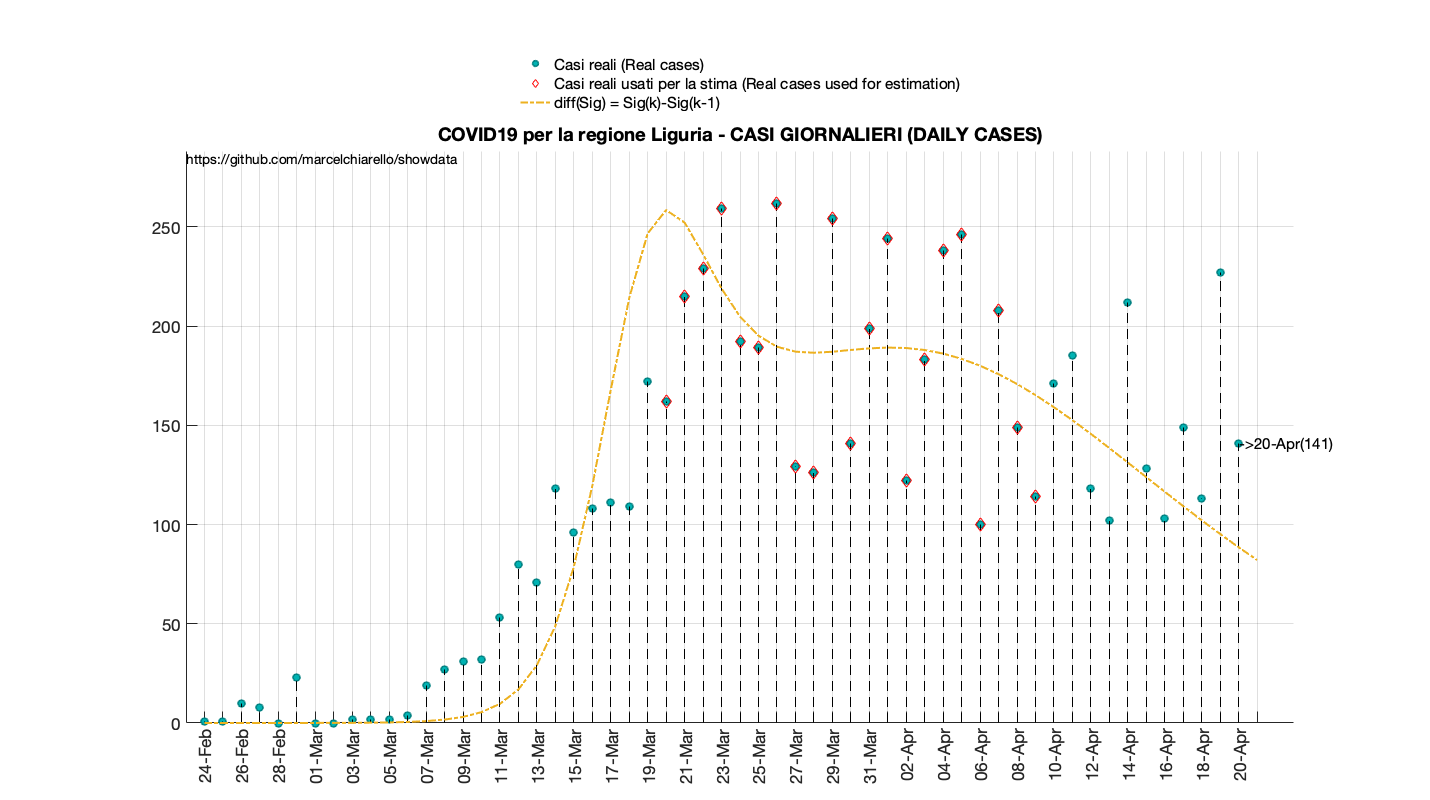 Casi reali (Real cases)
Casi reali usati per la stima (Real cases used for estimation)
diff(Sig) = Sig(k)-Sig(k-1)
COVID19 per la regione Liguria - CASI GIORNALIERI (DAILY CASES)
https://github.com/marcelchiarello/showdata
250
200
150
100
50
0
->20-Apr(141)
24-Feb
26-Feb
28-Feb
01-Mar
03-Mar
05-Mar
07-Mar
09-Mar
11-Mar
13-Mar
15-Mar
17-Mar
19-Mar
21-Mar
23-Mar
25-Mar
27-Mar
29-Mar
31-Mar
02-Apr
04-Apr
06-Apr
08-Apr
10-Apr
12-Apr
14-Apr
16-Apr
18-Apr
20-Apr